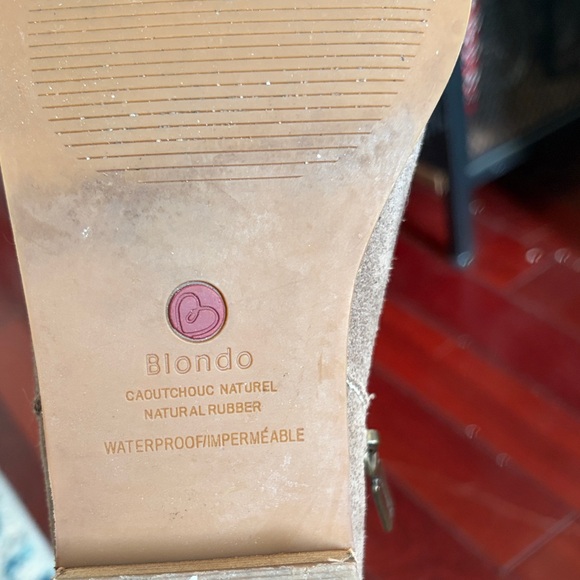 Blondo
CAOUTCHOUC NATUREL
NATURAL RUBBER
WATERPROOF/IMPERMÉABLE